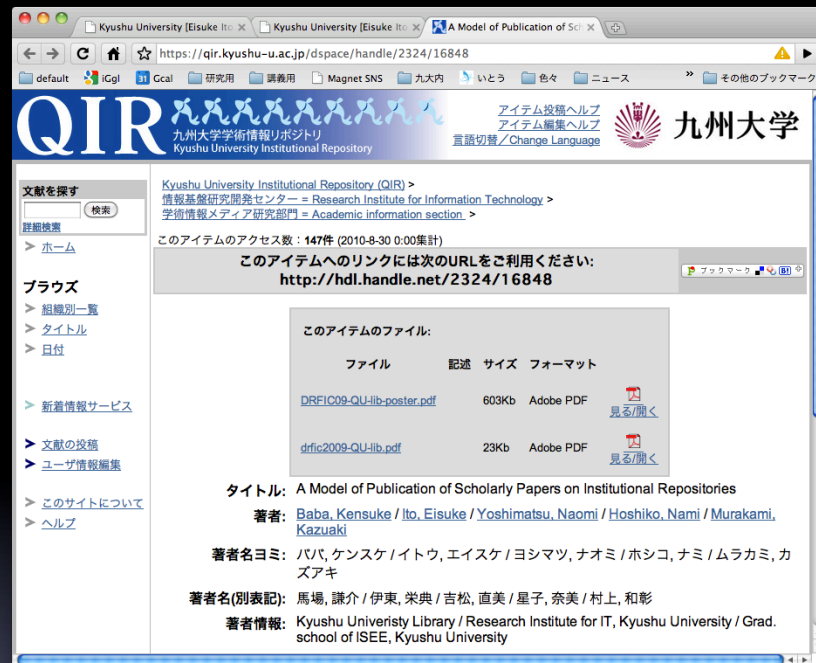 Kyushu University [Eisuke Ito
Kyushu University [Eisuke Ito
A Model of Publication of Sch
https://qir.kyushu-u.ac.jp/dspace/handle/2324/16848
default
iGgl
31
Gcal
研究用
講義用
Magnet SNS
九大内
いとう
色々
ニュース
»
その他のブックマーク
QIR
九州大学学術情報リポジトリ
Kyushu University Institutional Repository
アイテム投稿ヘルプ
アイテム編集ヘルプ
言語切替／Change Language
九州大学
文献を探す
検索
詳細検索
> ホーム
ブラウズ
> 組織別一覧
> タイトル
> 日付
> 新着情報サービス
> 文献の投稿
> ユーザ情報編集
> このサイトについて
> ヘルプ
Kyushu University Institutional Repository (QIR) >
情報基盤研究開発センター = Research Institute for Information Technology >
学術情報メディア研究部門 = Academic information section >
このアイテムのアクセス数：147件 (2010-8-30 0:00集計)
このアイテムへのリンクには次のURLをご利用ください:
http://hdl.handle.net/2324/16848
ブックマーク
B!
このアイテムのファイル:
ファイル 記述 サイズ フォーマット
DRFIC09-QU-lib-poster.pdf 603Kb Adobe PDF
見る/開く
drfic2009-QU-lib.pdf 23Kb Adobe PDF
見る/開く
タイトル: A Model of Publication of Scholarly Papers on Institutional Repositories
著者: Baba, Kensuke / Ito, Eisuke / Yoshimatsu, Naomi / Hoshiko, Nami / Murakami,
Kazuaki
著者名ヨミ: ババ, ケンスケ / イトウ, エイスケ / ヨシマツ, ナオミ / ホシコ, ナミ / ムラカミ, カ
ズアキ
著者名(別表記): 馬場, 謙介 / 伊東, 栄典 / 吉松, 直美 / 星子, 奈美 / 村上, 和彰
著者情報: Kyushu Univeristy Library / Research Institute for IT, Kyushu University / Grad.
school of ISEE, Kyushu University